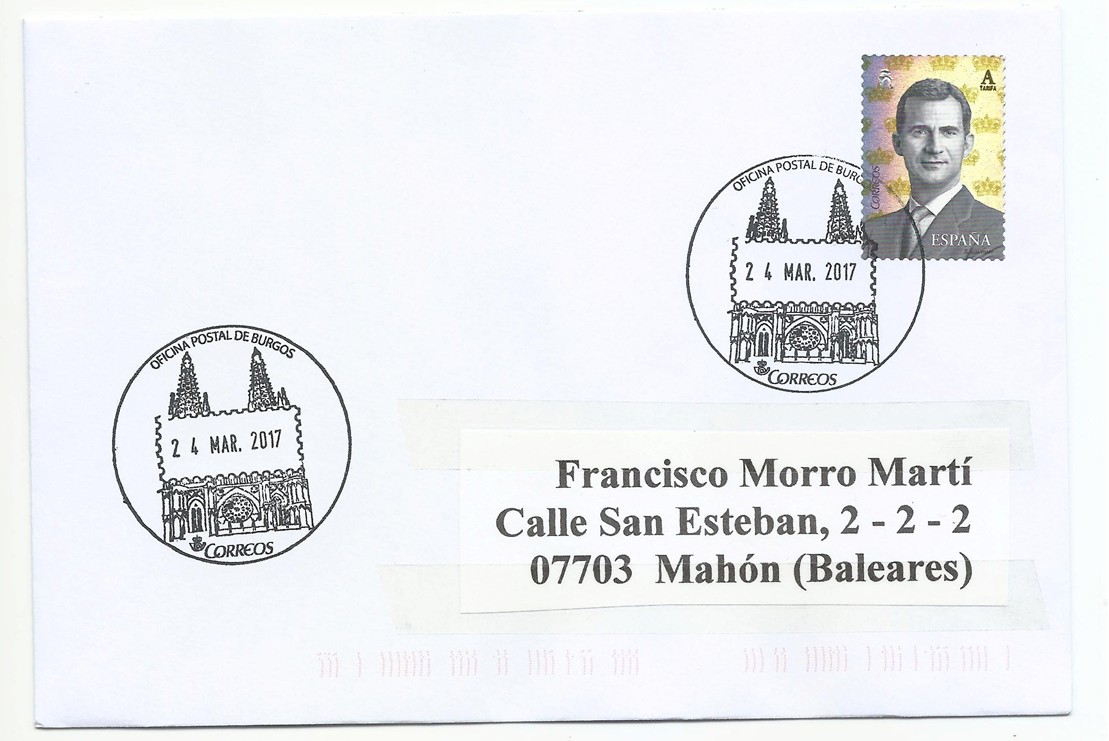 A
TARIFA
CORREOS
ESPAÑA
OFICINA POSTAL DE BURGOS
2 4 MAR. 2017
CORREOS
OFICINA POSTAL DE BURGOS
2 4 MAR. 2017
CORREOS
Francisco Morro Martí
Calle San Esteban, 2 - 2 - 2
07703 Mahón (Baleares)